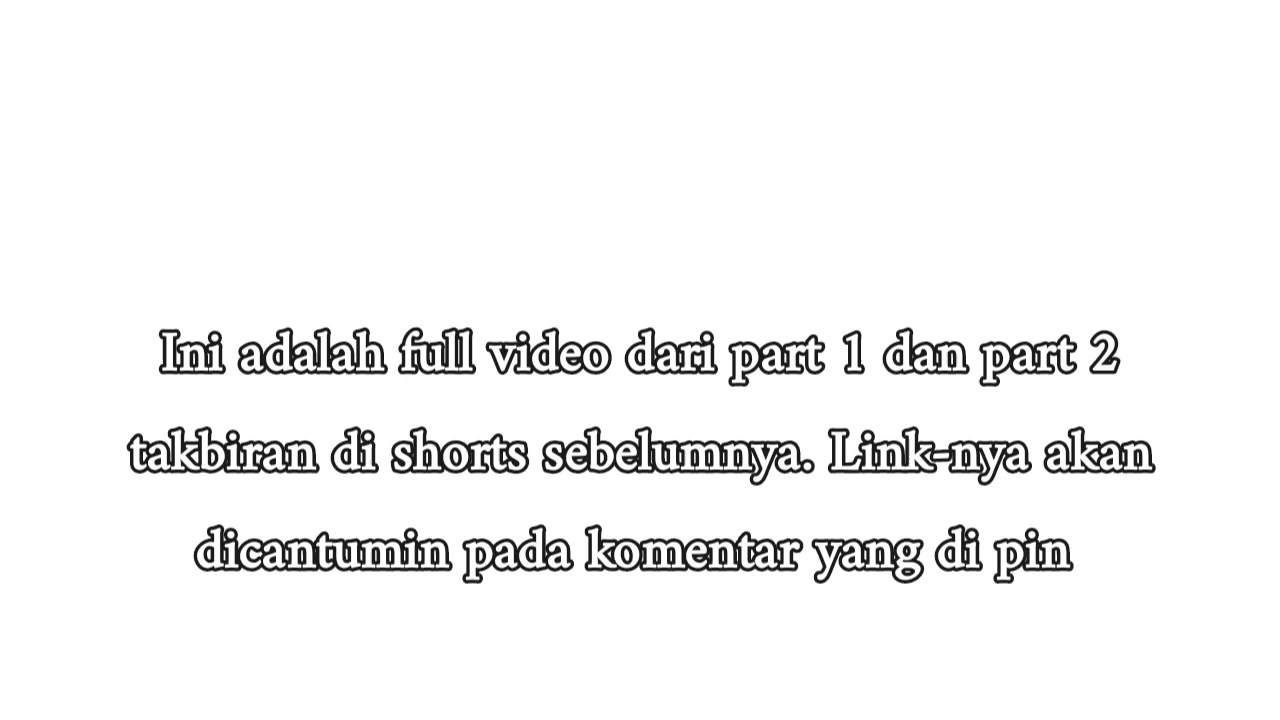 Ini adalah full video dari part 1 dan part 2
takbiran di shorts sebelumnya. Link-nya akan
dicantumin pada komentar yang di pin